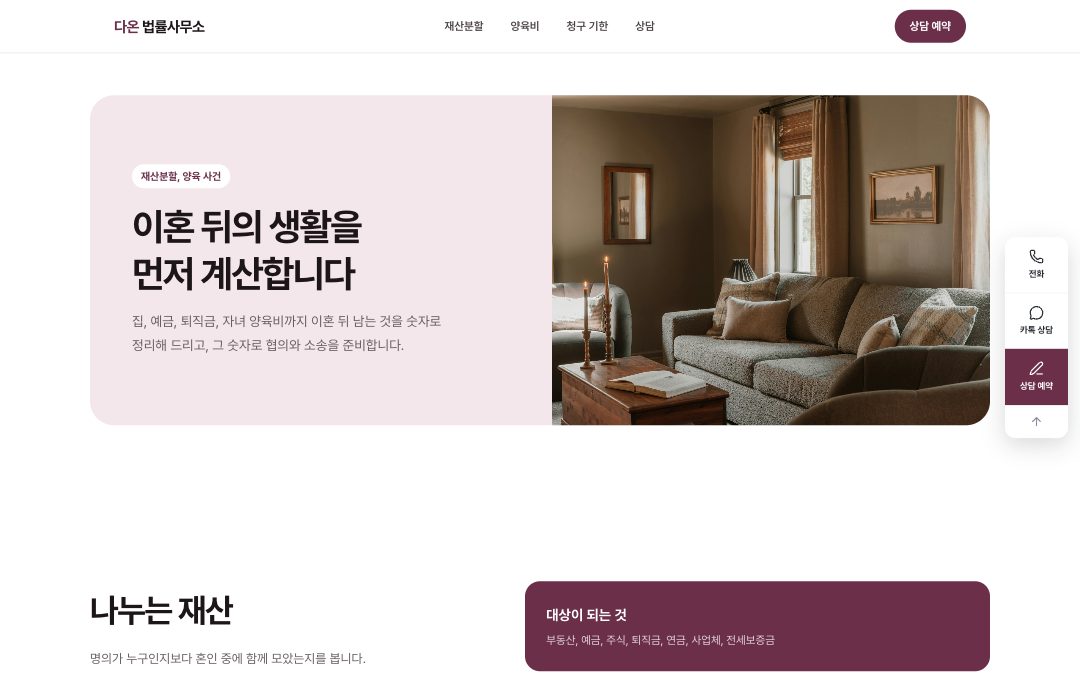 다온 법률사무소
재산분할
양육비
청구 기한
상담
상담 예약
재산분할, 양육 사건
이혼 뒤의 생활을
먼저 계산합니다
집, 예금, 퇴직금, 자녀 양육비까지 이혼 뒤 남는 것을 숫자로
정리해 드리고, 그 숫자로 협의와 소송을 준비합니다.
전화
카톡 상담
상담 예약
나누는 재산
명의가 누구인지보다 혼인 중에 함께 모았는지를 봅니다.
대상이 되는 것
부동산, 예금, 주식, 퇴직금, 연금, 사업체, 전세보증금